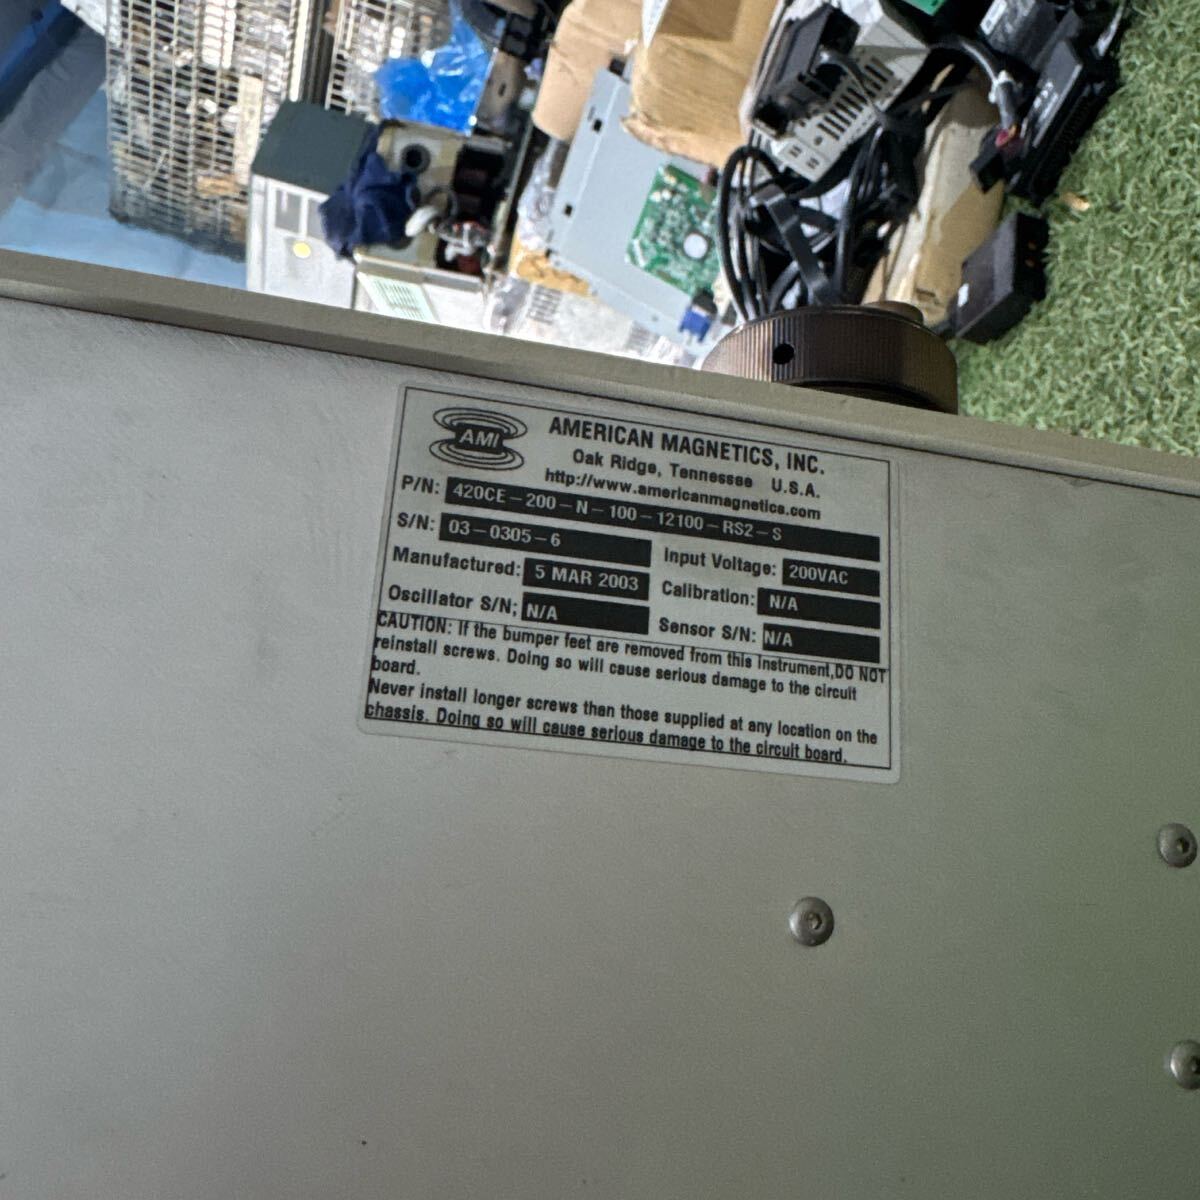 AMI
AMERICAN MAGNETICS, INC.
Oak Ridge, Tennessee U.S.A.
http://www.americanmagnetics.com
P/N: 420CE-200-N-100-12100-RS2-S
S/N: 03-0305-6
Input Voltage: 200VAC
Manufactured: 5 MAR 2003
Calibration: N/A
Oscillator S/N: N/A
Sensor S/N: N/A
CAUTION: If the bumper feet are removed from this instrument,DO NOT
reinstall screws. Doing so will cause serious damage to the circuit
board.
Never install longer screws than those supplied at any location on the
chassis. Doing so will cause serious damage to the circuit board.